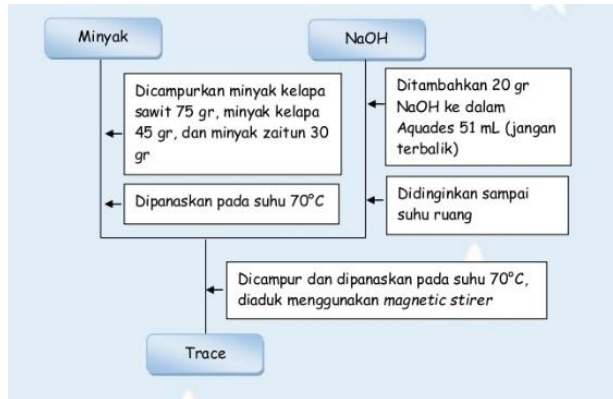 Minyak
NaOH
Dicampurkan minyak kelapa
sawit 75 gr, minyak kelapa
45 gr, dan minyak zaitun 30
gr
Ditambahkan 20 gr
NaOH ke dalam
Aquades 51 mL (jangan
terbalik)
Dipanaskan pada suhu 70°C
Didinginkan sampai
suhu ruang
Dicampur dan dipanaskan pada suhu 70°C,
diaduk menggunakan magnetic stirer
Trace